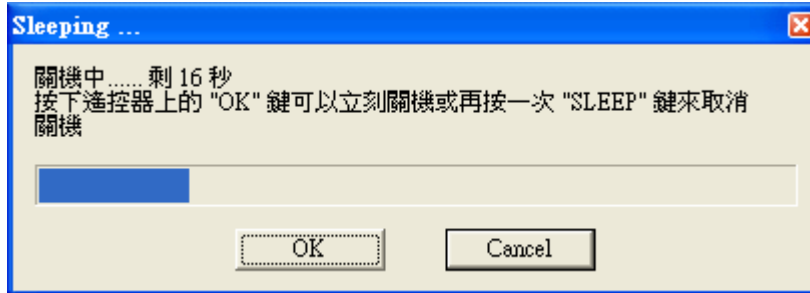 Sleeping ...
關機中...... 剩 16 秒
按下遙控器上的 "OK" 鍵可以立刻關機或再按一次 "SLEEP" 鍵來取消
關機
OK
Cancel